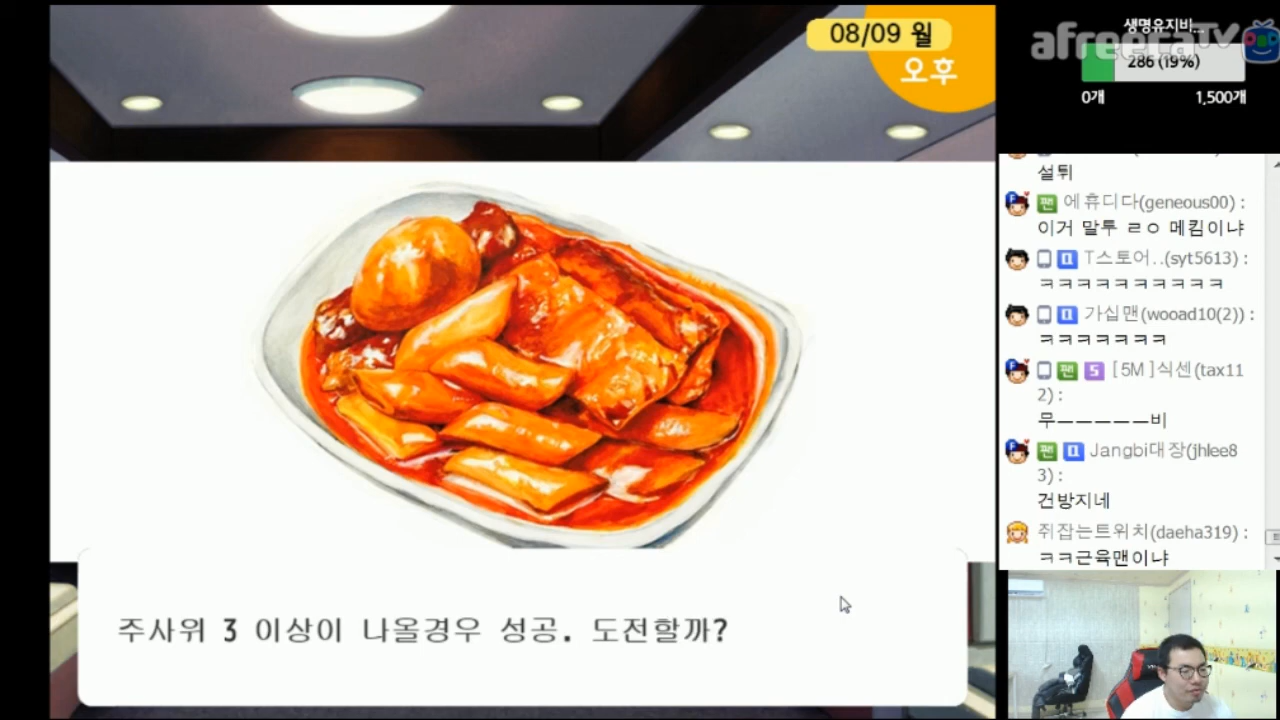 08/09 월
오후
주사위 3 이상이 나올경우 성공. 도전할까?
생명유지비...
afreecaTV
286 (19%)
0개
1,500개
설튀
팬 에휴디다(geneous00) :
이거 말투 ㄹㅇ 메킴이냐
T스토어..(syt5613) :
ㅋㅋㅋㅋㅋㅋㅋㅋㅋㅋ
가십맨(wooad10(2)) :
ㅋㅋㅋㅋㅋㅋㅋ
팬 S [5M]식센(tax11
2) :
무ㅡㅡㅡㅡㅡ비
팬 Jangbi대장(jhlee8
3) :
건방지네
쥐잡는트위치(daeha319) :
ㅋㅋ근육맨이냐